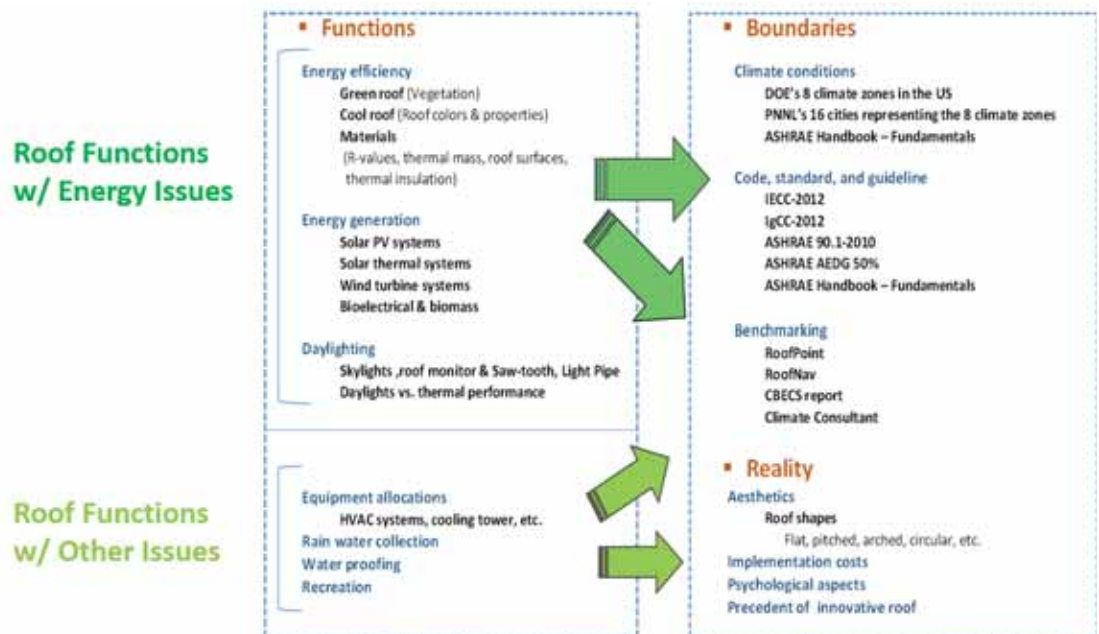 Roof Functions
w/ Energy Issues
▪ Functions
Energy efficiency
Green roof (Vegetation)
Cool roof (Roof colors & properties)
Materials
(R-values, thermal mass, roof surfaces,
thermal insulation)
Energy generation
Solar PV systems
Solar thermal systems
Wind turbine systems
Bioelectrical & biomass
Daylighting
Skylights ,roof monitor & Saw-tooth, Light Pipe
Daylights vs. thermal performance
Roof Functions
w/ Other Issues
Equipment allocations
HVAC systems, cooling tower, etc.
Rain water collection
Water proofing
Recreation
▪ Boundaries
Climate conditions
DOE's 8 climate zones in the US
PNNL's 16 cities representing the 8 climate zones
ASHRAE Handbook – Fundamentals
Code, standard, and guideline
IECC-2012
IgCC-2012
ASHRAE 90.1-2010
ASHRAE AEDG 50%
ASHRAE Handbook – Fundamentals
Benchmarking
RoofPoint
RoofNav
CBECS report
Climate Consultant
▪ Reality
Aesthetics
Roof shapes
Flat, pitched, arched, circular, etc.
Implementation costs
Psychological aspects
Precedent of innovative roof